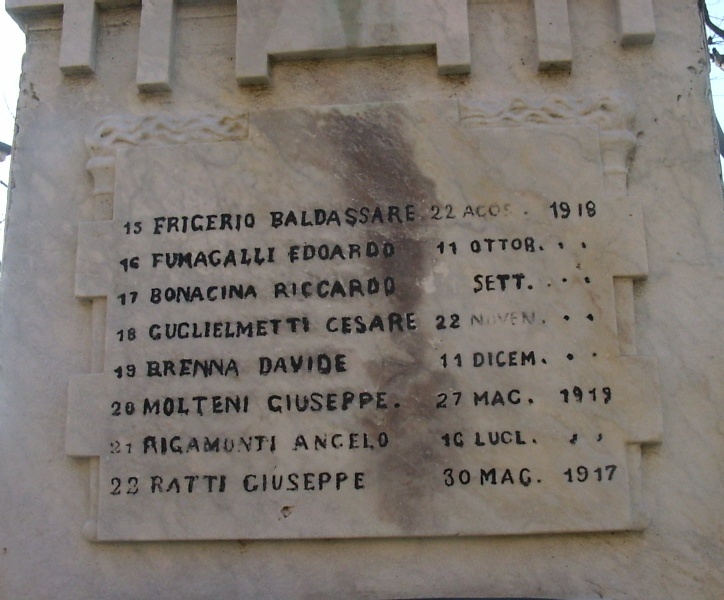 15 FRIGERIO BALDASSARE 22 AGOS. 1918
16 FUMAGALLI EDOARDO 11 OTTOB. " "
17 BONACINA RICCARDO SETT. " "
18 GUGLIELMETTI CESARE 22 NOVEM. " "
19 BRENNA DAVIDE 11 DICEM. " "
20 MOLTENI GIUSEPPE. 27 MAG. 1919
21 RIGAMONTI ANGELO 16 LUGL. " "
22 RATTI GIUSEPPE 30 MAG. 1917